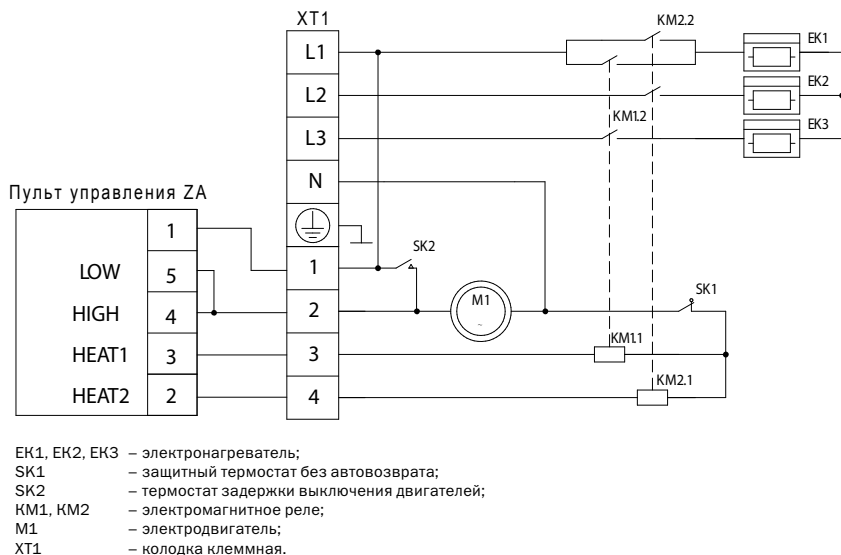 XT1
KM2.2
L1
EK1
L2
EK2
KM1.2
L3
EK3
N
Пульт управления ZA
1
SK2
1
LOW 5
M1
~
SK1
HIGH 4
2
KM1.1
HEAT1 3
3
KM2.1
HEAT2 2
4
EK1, EK2, EK3 – электронагреватель;
SK1 – защитный термостат без автовозврата;
SK2 – термостат задержки выключения двигателей;
KM1, KM2 – электромагнитное реле;
M1 – электродвигатель;
XT1 – колодка клеммная.